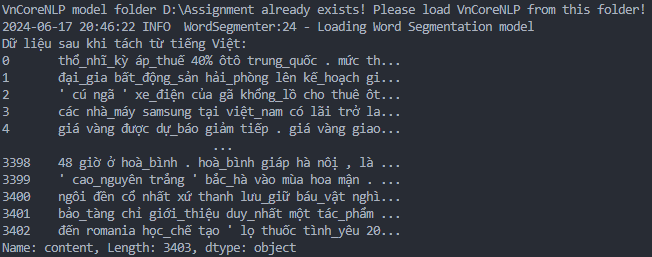 VnCoreNLP model folder D:\Assignment already exists! Please load VnCoreNLP from this folder!
2024-06-17 20:46:22 INFO  WordSegmenter:24 - Loading Word Segmentation model
Dữ liệu sau khi tách từ tiếng Việt:
0       thổ_nhĩ_kỳ áp_thuế 40% ôtô trung_quốc . mức th...
1       đại_gia bất_động_sản hải_phòng lên kế_hoạch gi...
2       ' cú ngã ' xe_điện của gã khổng_lồ cho thuê ôt...
3       các nhà_máy samsung tại việt_nam có lãi trở la...
4       giá vàng được dự_báo giảm tiếp . giá vàng giao...
                              ...
3398    48 giờ ở hoà_bình . hoà_bình giáp hà nôị , là ...
3399    ' cao_nguyên trắng ' bắc_hà vào mùa hoa mận . ...
3400    ngôi đền cổ nhất xứ thanh lưu_giữ báu_vật nghì...
3401    bảo_tàng chỉ giới_thiệu duy_nhất một tác_phẩm ...
3402    đến romania học_chế tạo ' lọ thuốc tình_yêu 20...
Name: content, Length: 3403, dtype: object